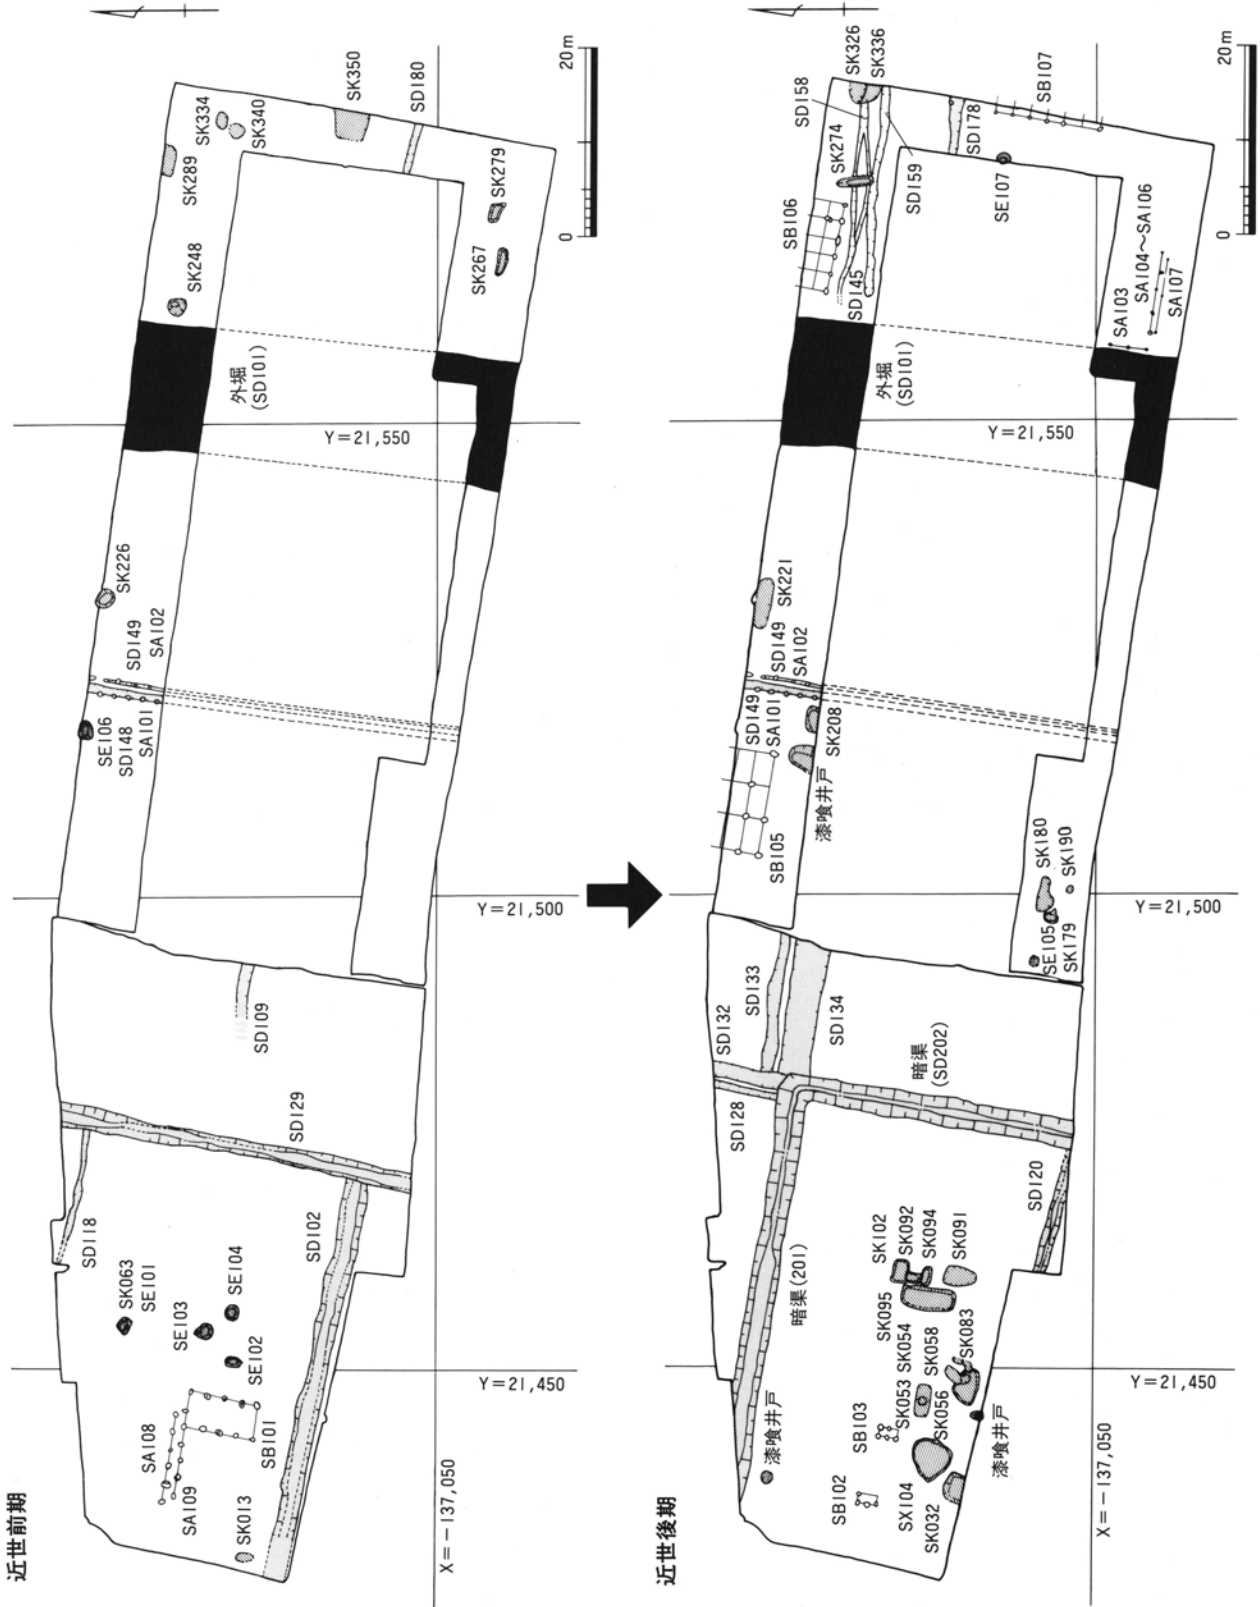 近世前期
SK334
SK340
SK289
SK350
SD180
SK248
SK279
SK267
外堀
(SD101)
Y=21,550
SK226
SD149
SA102
SE106
SD148
SA101
Y=21,500
SD109
SD129
SD118
SD102
SK063
SE101
SE103
SE104
SE102
Y=21,450
SA108
SA109
SB101
SK013
X=-137,050
0
20m
近世後期
SK326
SK336
SD158
SK274
SB106
SD159
SD178
SB107
SE107
SD145
SA104～SA106
SA103
SA107
外堀
(SD101)
Y=21,550
SK221
SD149
SA102
SD149
SA101
SK208
漆喰井戸
SB105
SK180
SK190
SE105
SK179
Y=21,500
SD133
SD132
SD134
SD128
暗渠
(SD202)
SD120
暗渠(201)
SK102
SK092
SK094
SK091
SK095
SK054
SK058
SK083
SK053
SK056
Y=21,450
漆喰井戸
SB103
SB102
SX104
SK032
漆喰井戸
X=-137,050
0
20m